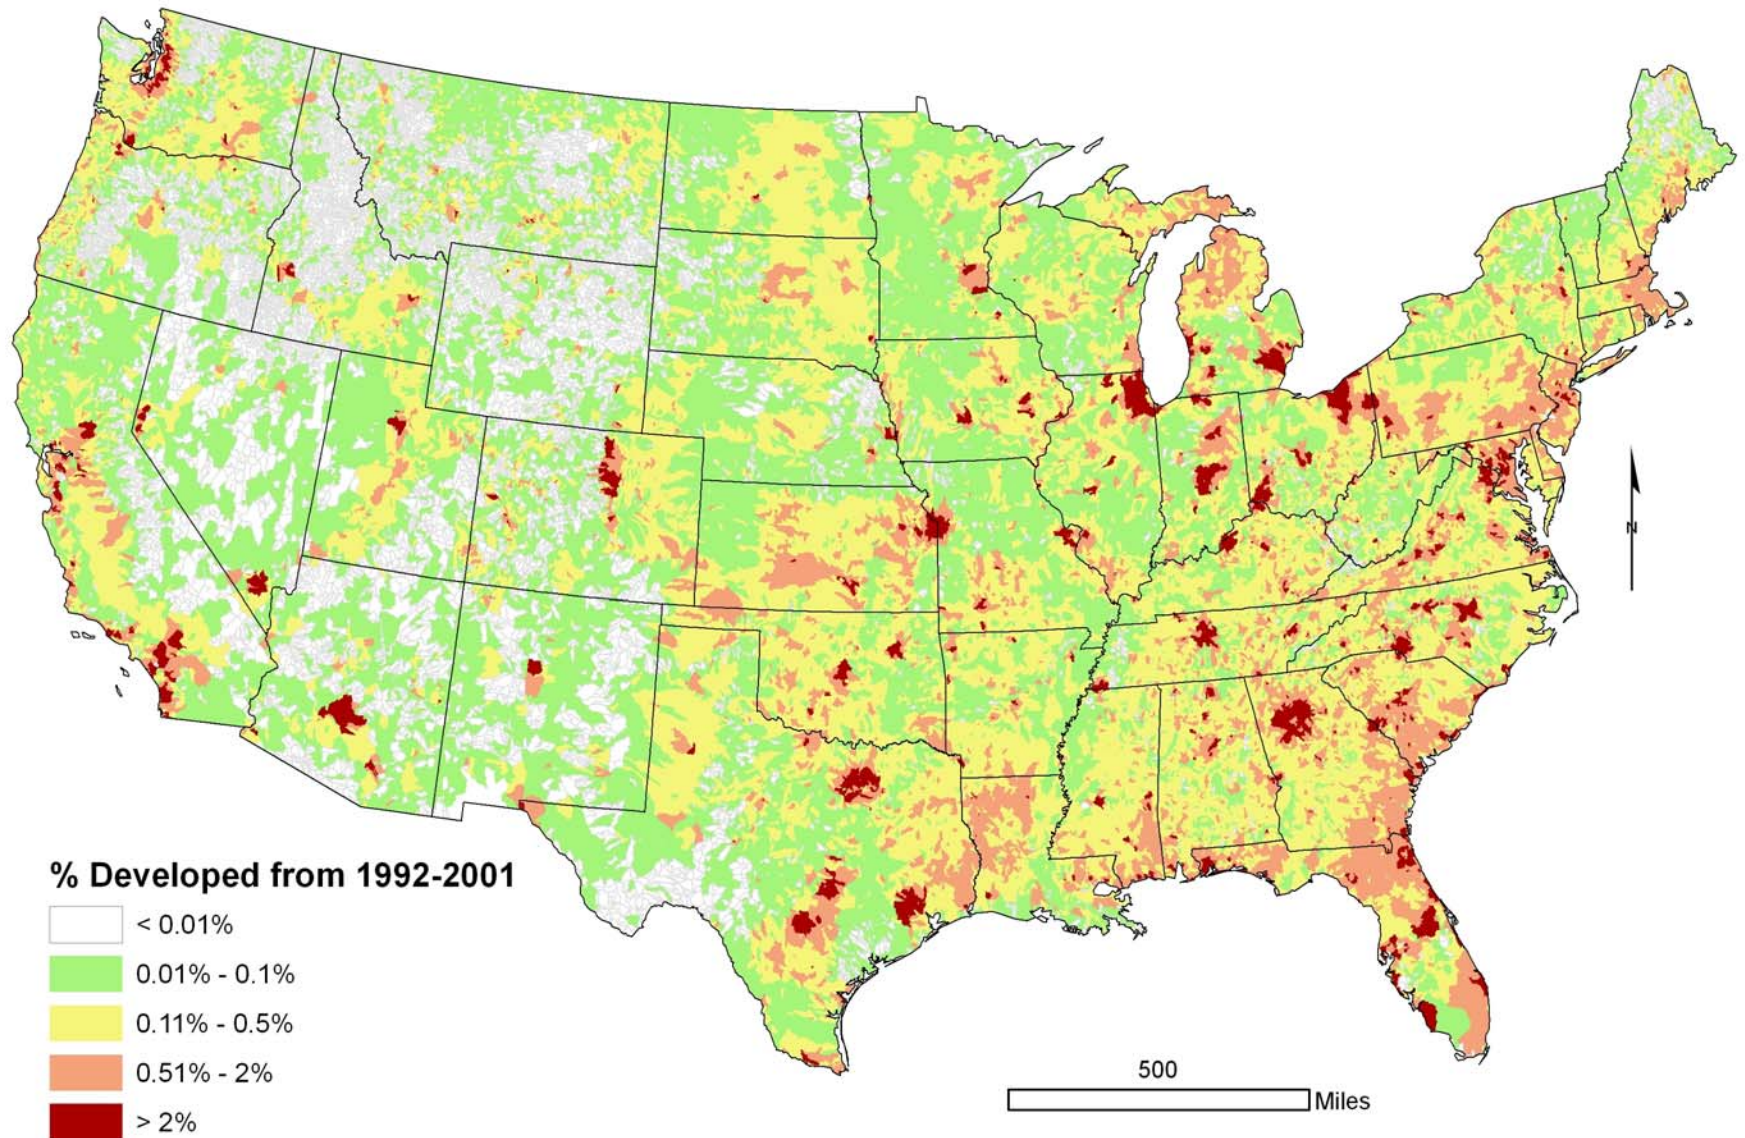 N
% Developed from 1992-2001
< 0.01%
0.01% - 0.1%
0.11% - 0.5%
0.51% - 2%
> 2%
500
Miles